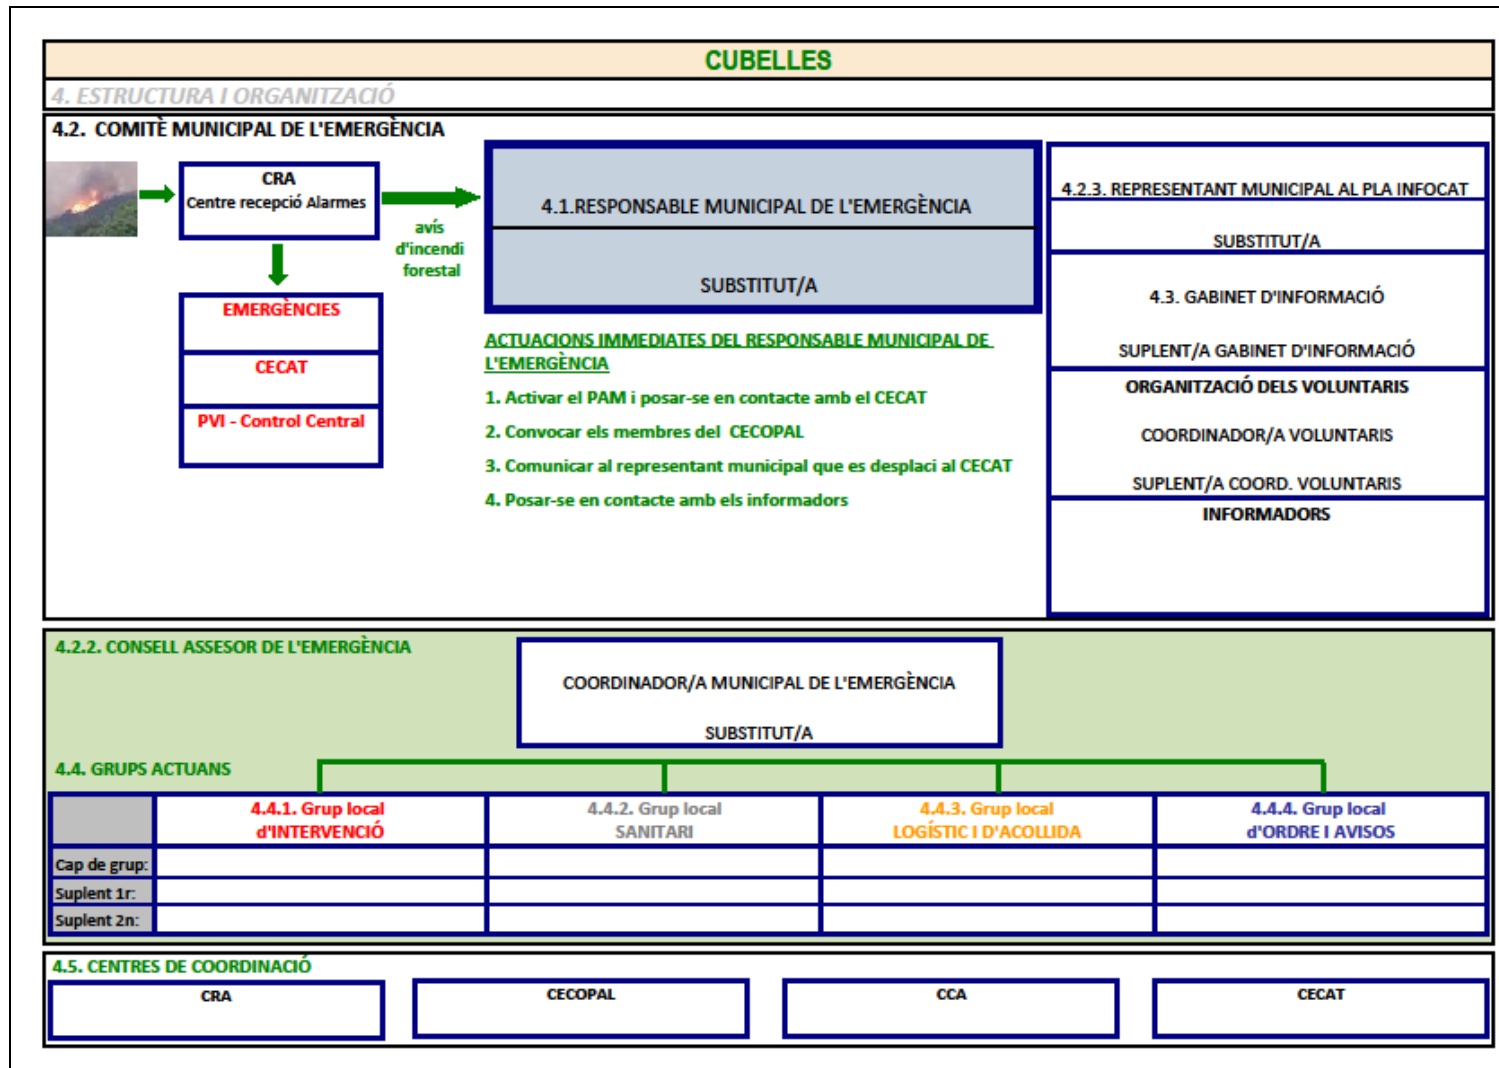 CUBELLES
4. ESTRUCTURA I ORGANITZACIÓ
4.2. COMITÈ MUNICIPAL DE L'EMERGÈNCIA
CRA
Centre recepció Alarmes
avís
d'incendi
forestal
EMERGÈNCIES
CECAT
PVI - Control Central
4.1.RESPONSABLE MUNICIPAL DE L'EMERGÈNCIA
SUBSTITUT/A
ACTUACIONS IMMEDIATES DEL RESPONSABLE MUNICIPAL DE
L'EMERGÈNCIA
1. Activar el PAM i posar-se en contacte amb el CECAT
2. Convocar els membres del CECOPAL
3. Comunicar al representant municipal que es desplaci al CECAT
4. Posar-se en contacte amb els informadors
4.2.3. REPRESENTANT MUNICIPAL AL PLA INFOCAT
SUBSTITUT/A
4.3. GABINET D'INFORMACIÓ
SUPLENT/A GABINET D'INFORMACIÓ
ORGANITZACIÓ DELS VOLUNTARIS
COORDINADOR/A VOLUNTARIS
SUPLENT/A COORD. VOLUNTARIS
INFORMADORS
4.2.2. CONSELL ASSESOR DE L'EMERGÈNCIA
COORDINADOR/A MUNICIPAL DE L'EMERGÈNCIA
SUBSTITUT/A
4.4. GRUPS ACTUANS
4.4.1. Grup local
d'INTERVENCIÓ
4.4.2. Grup local
SANITARI
4.4.3. Grup local
LOGÍSTIC I D'ACOLLIDA
4.4.4. Grup local
d'ORDRE I AVISOS
Cap de grup:
Suplent 1r:
Suplent 2n:
4.5. CENTRES DE COORDINACIÓ
CRA
CECOPAL
CCA
CECAT